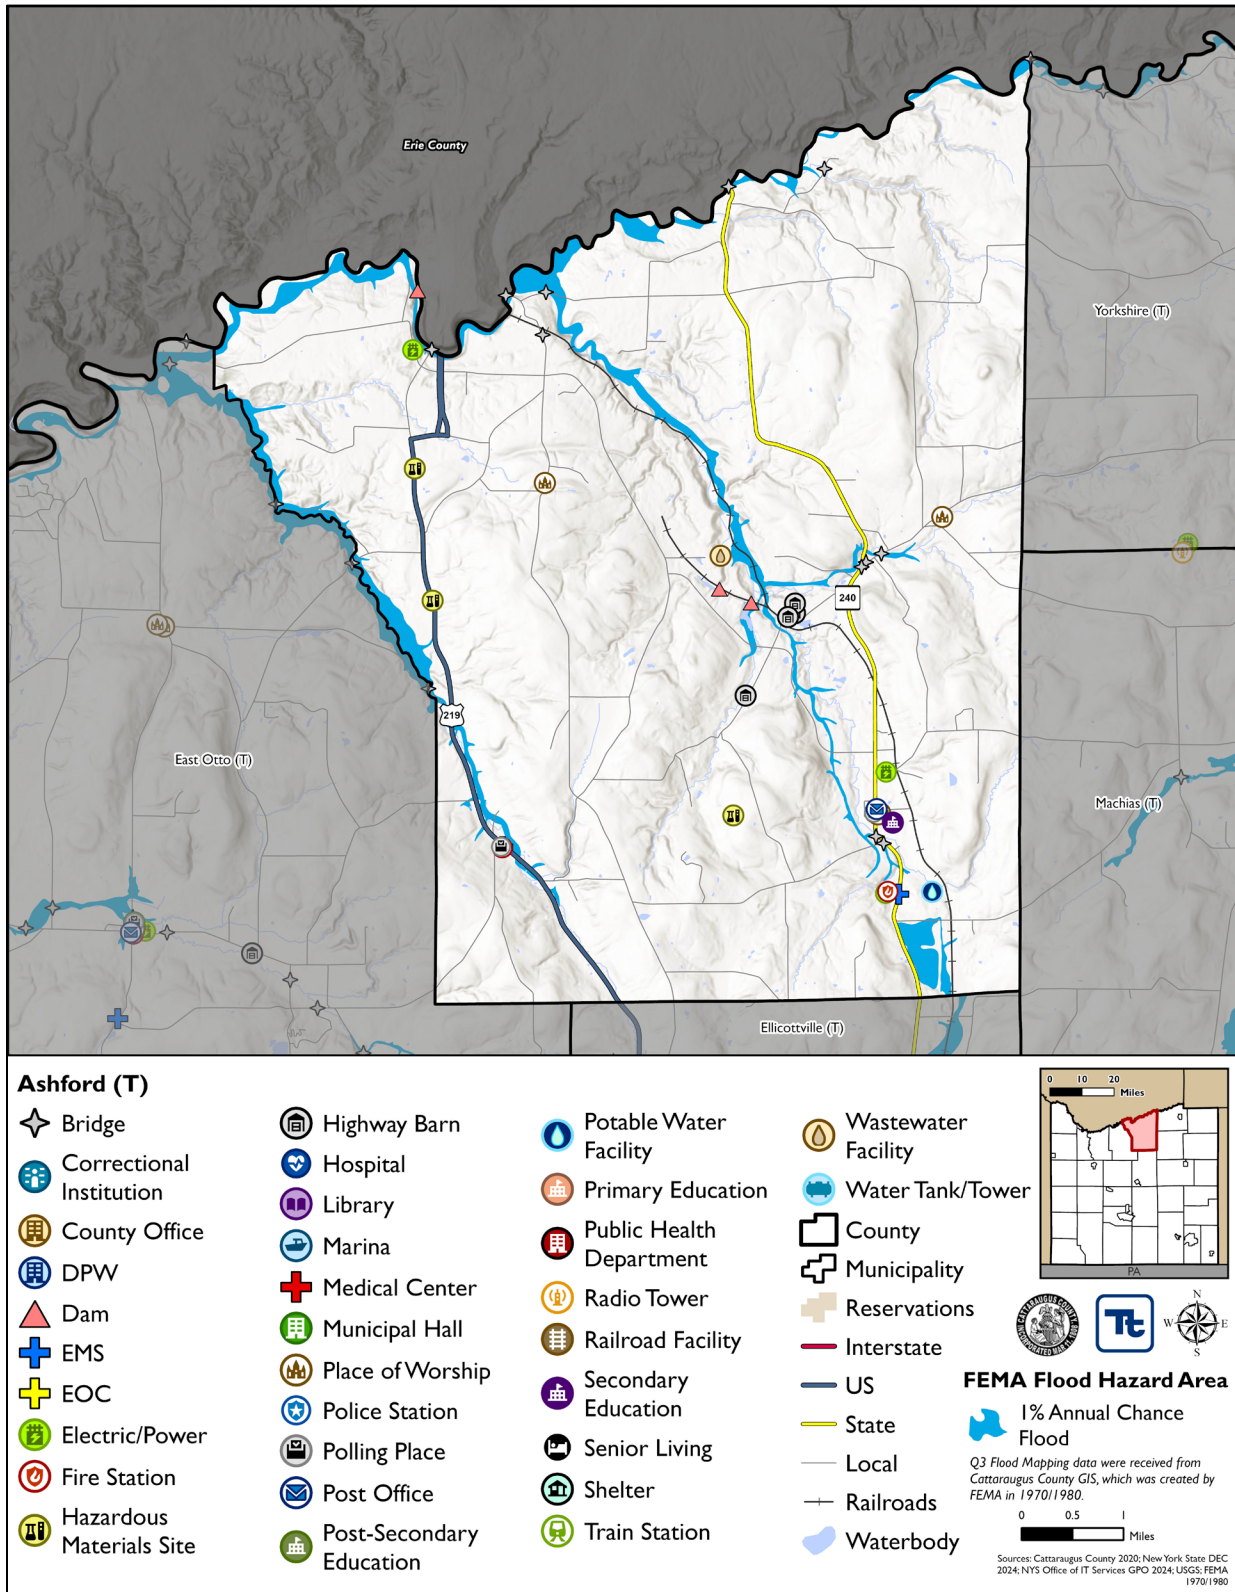 Erie County
Yorkshire (T)
240
219
East Otto (T)
Machias (T)
Ellicottville (T)
Ashford (T)
Bridge
Correctional
Institution
County Office
DPW
Dam
EMS
EOC
Electric/Power
Fire Station
Hazardous
Materials Site
Highway Barn
Hospital
Library
Marina
Medical Center
Municipal Hall
Place of Worship
Police Station
Polling Place
Post Office
Post-Secondary
Education
Potable Water
Facility
Primary Education
Public Health
Department
Radio Tower
Railroad Facility
Secondary
Education
Senior Living
Shelter
Train Station
Wastewater
Facility
Water Tank/Tower
County
Municipality
Reservations
Interstate
US
State
Local
Railroads
Waterbody
0 10 20
Miles
PA
Tt
N
W E
S
FEMA Flood Hazard Area
1% Annual Chance
Flood
Q3 Flood Mapping data were received from
Cattaraugus County GIS, which was created by
FEMA in 1970/1980.
0 0.5 1
Miles
Sources: Cattaraugus County 2020; New York State DEC
2024; NYS Office of IT Services GPO 2024; USGS; FEMA
1970/1980